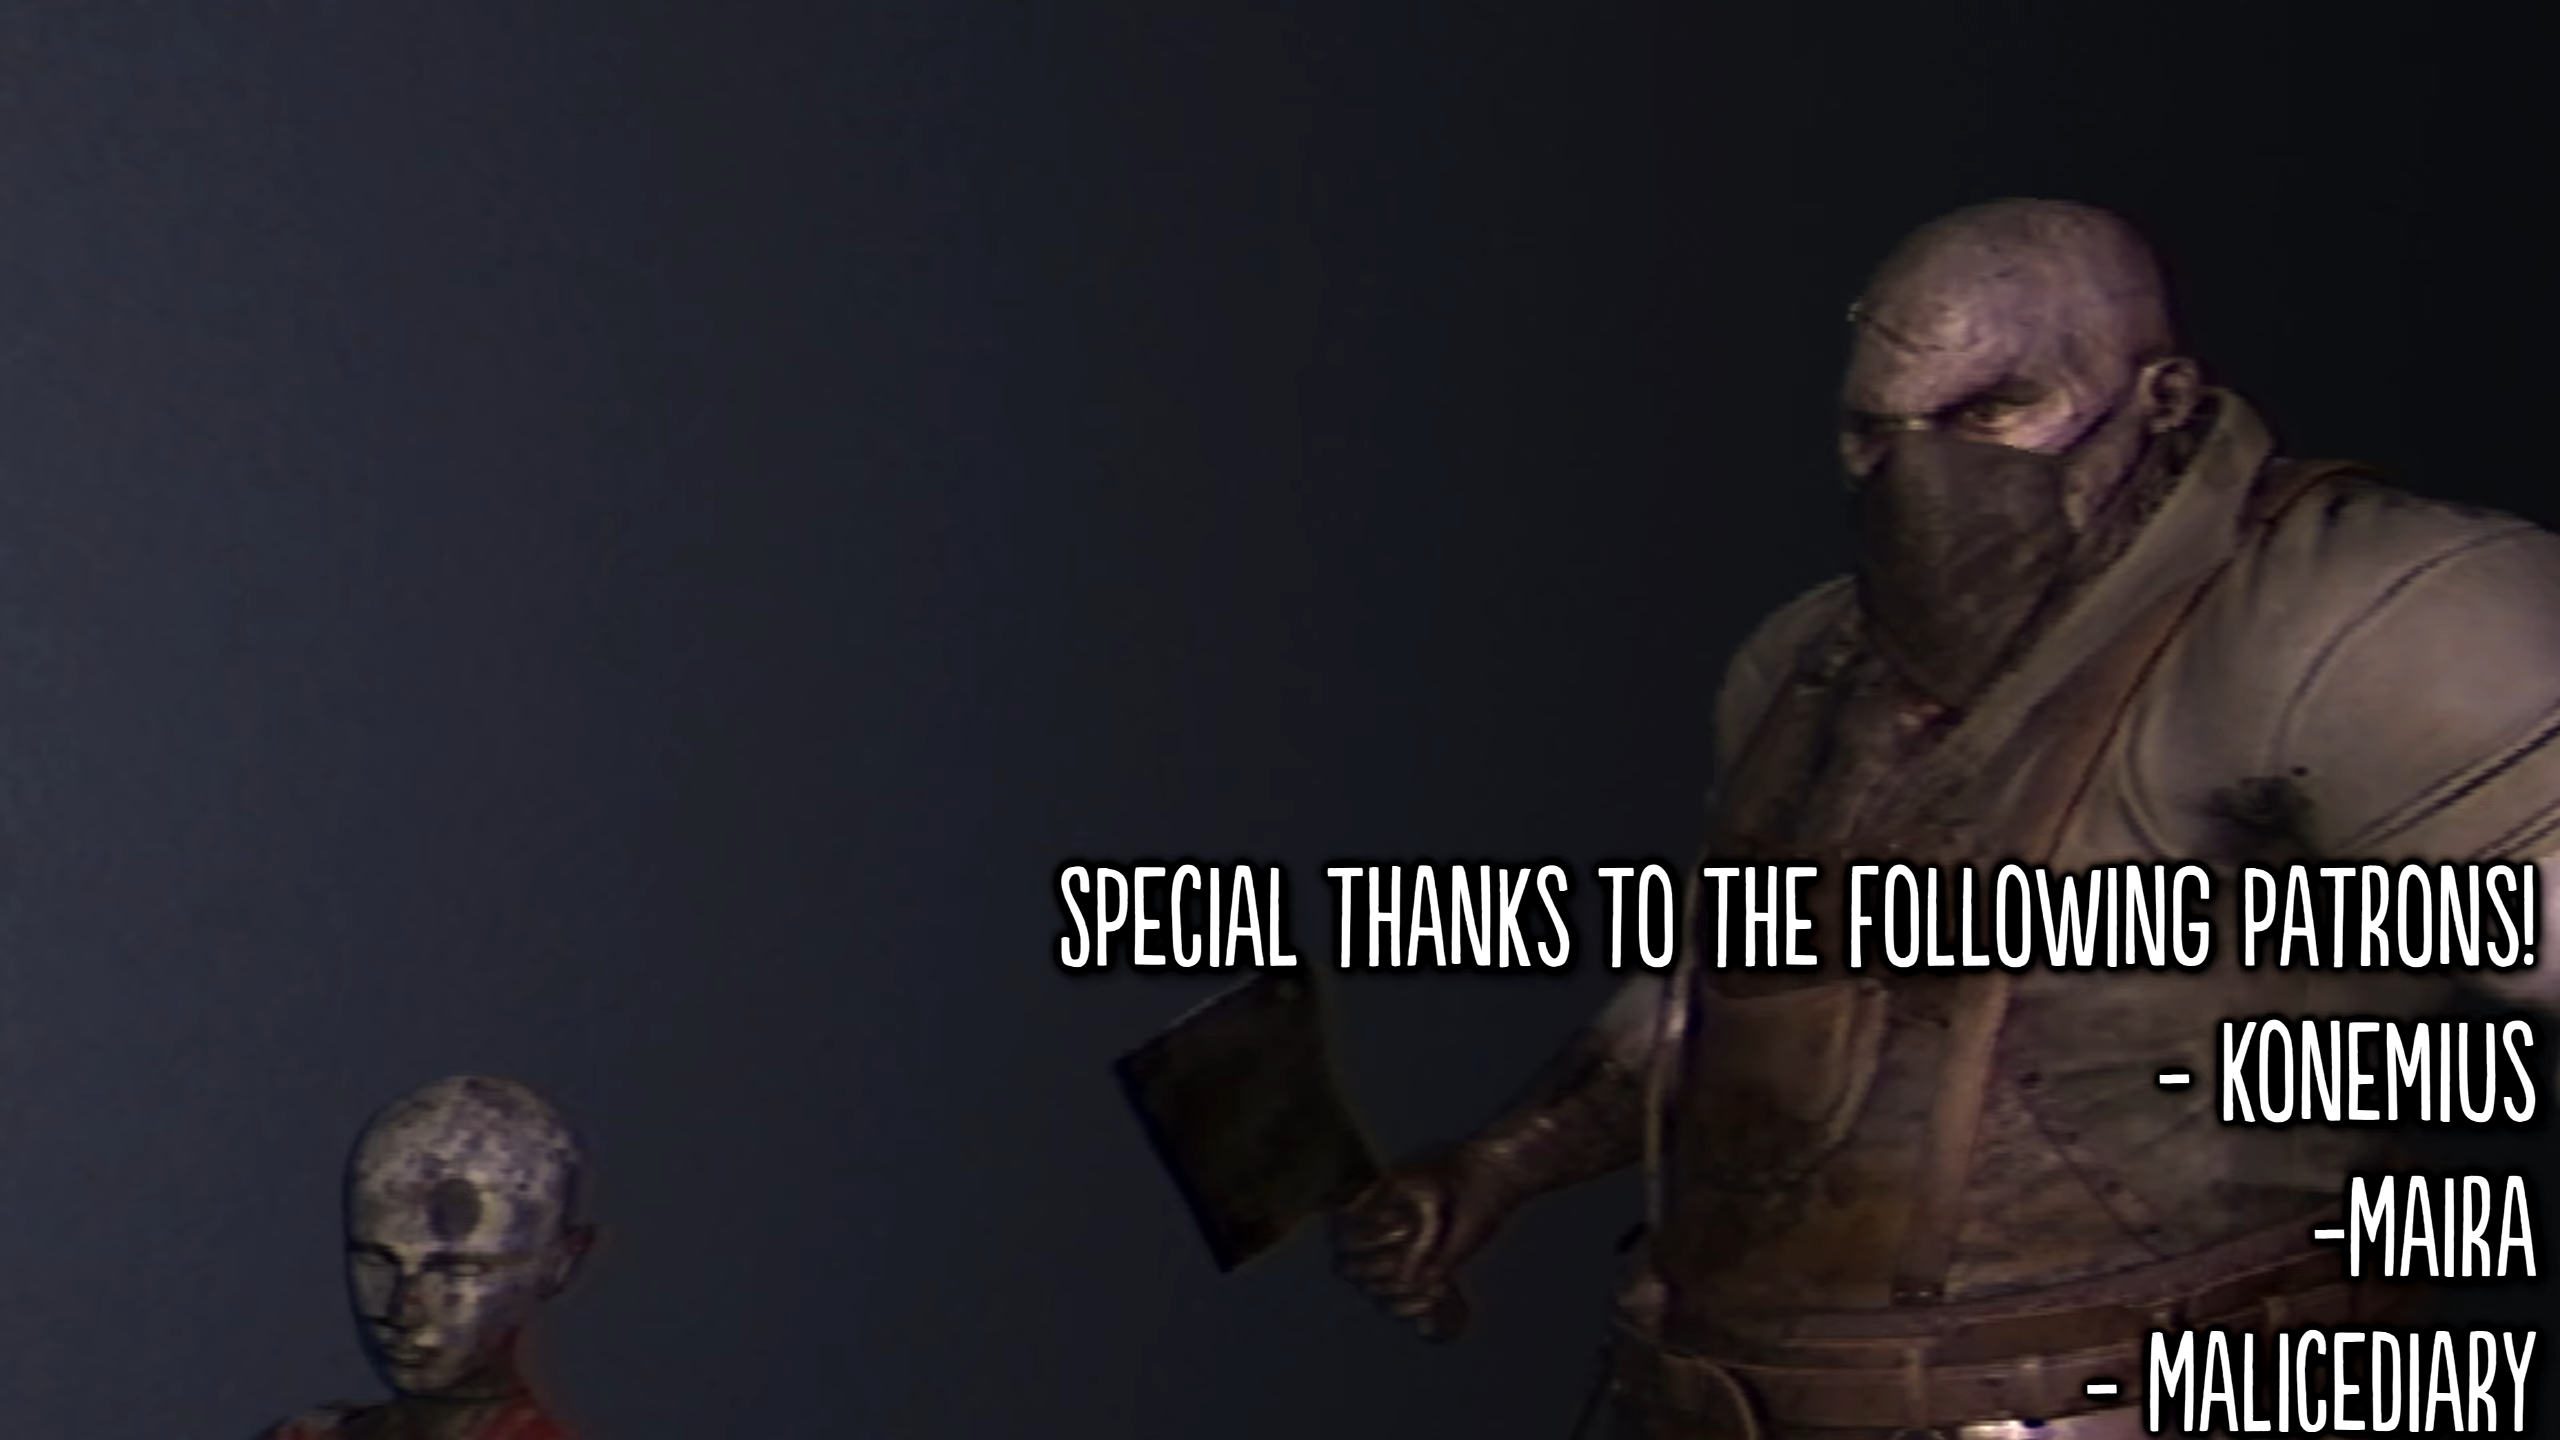 SPECIAL THANKS TO THE FOLLOWING PATRONS!
- KONEMIUS
-MAIRA
- MALICEDIARY